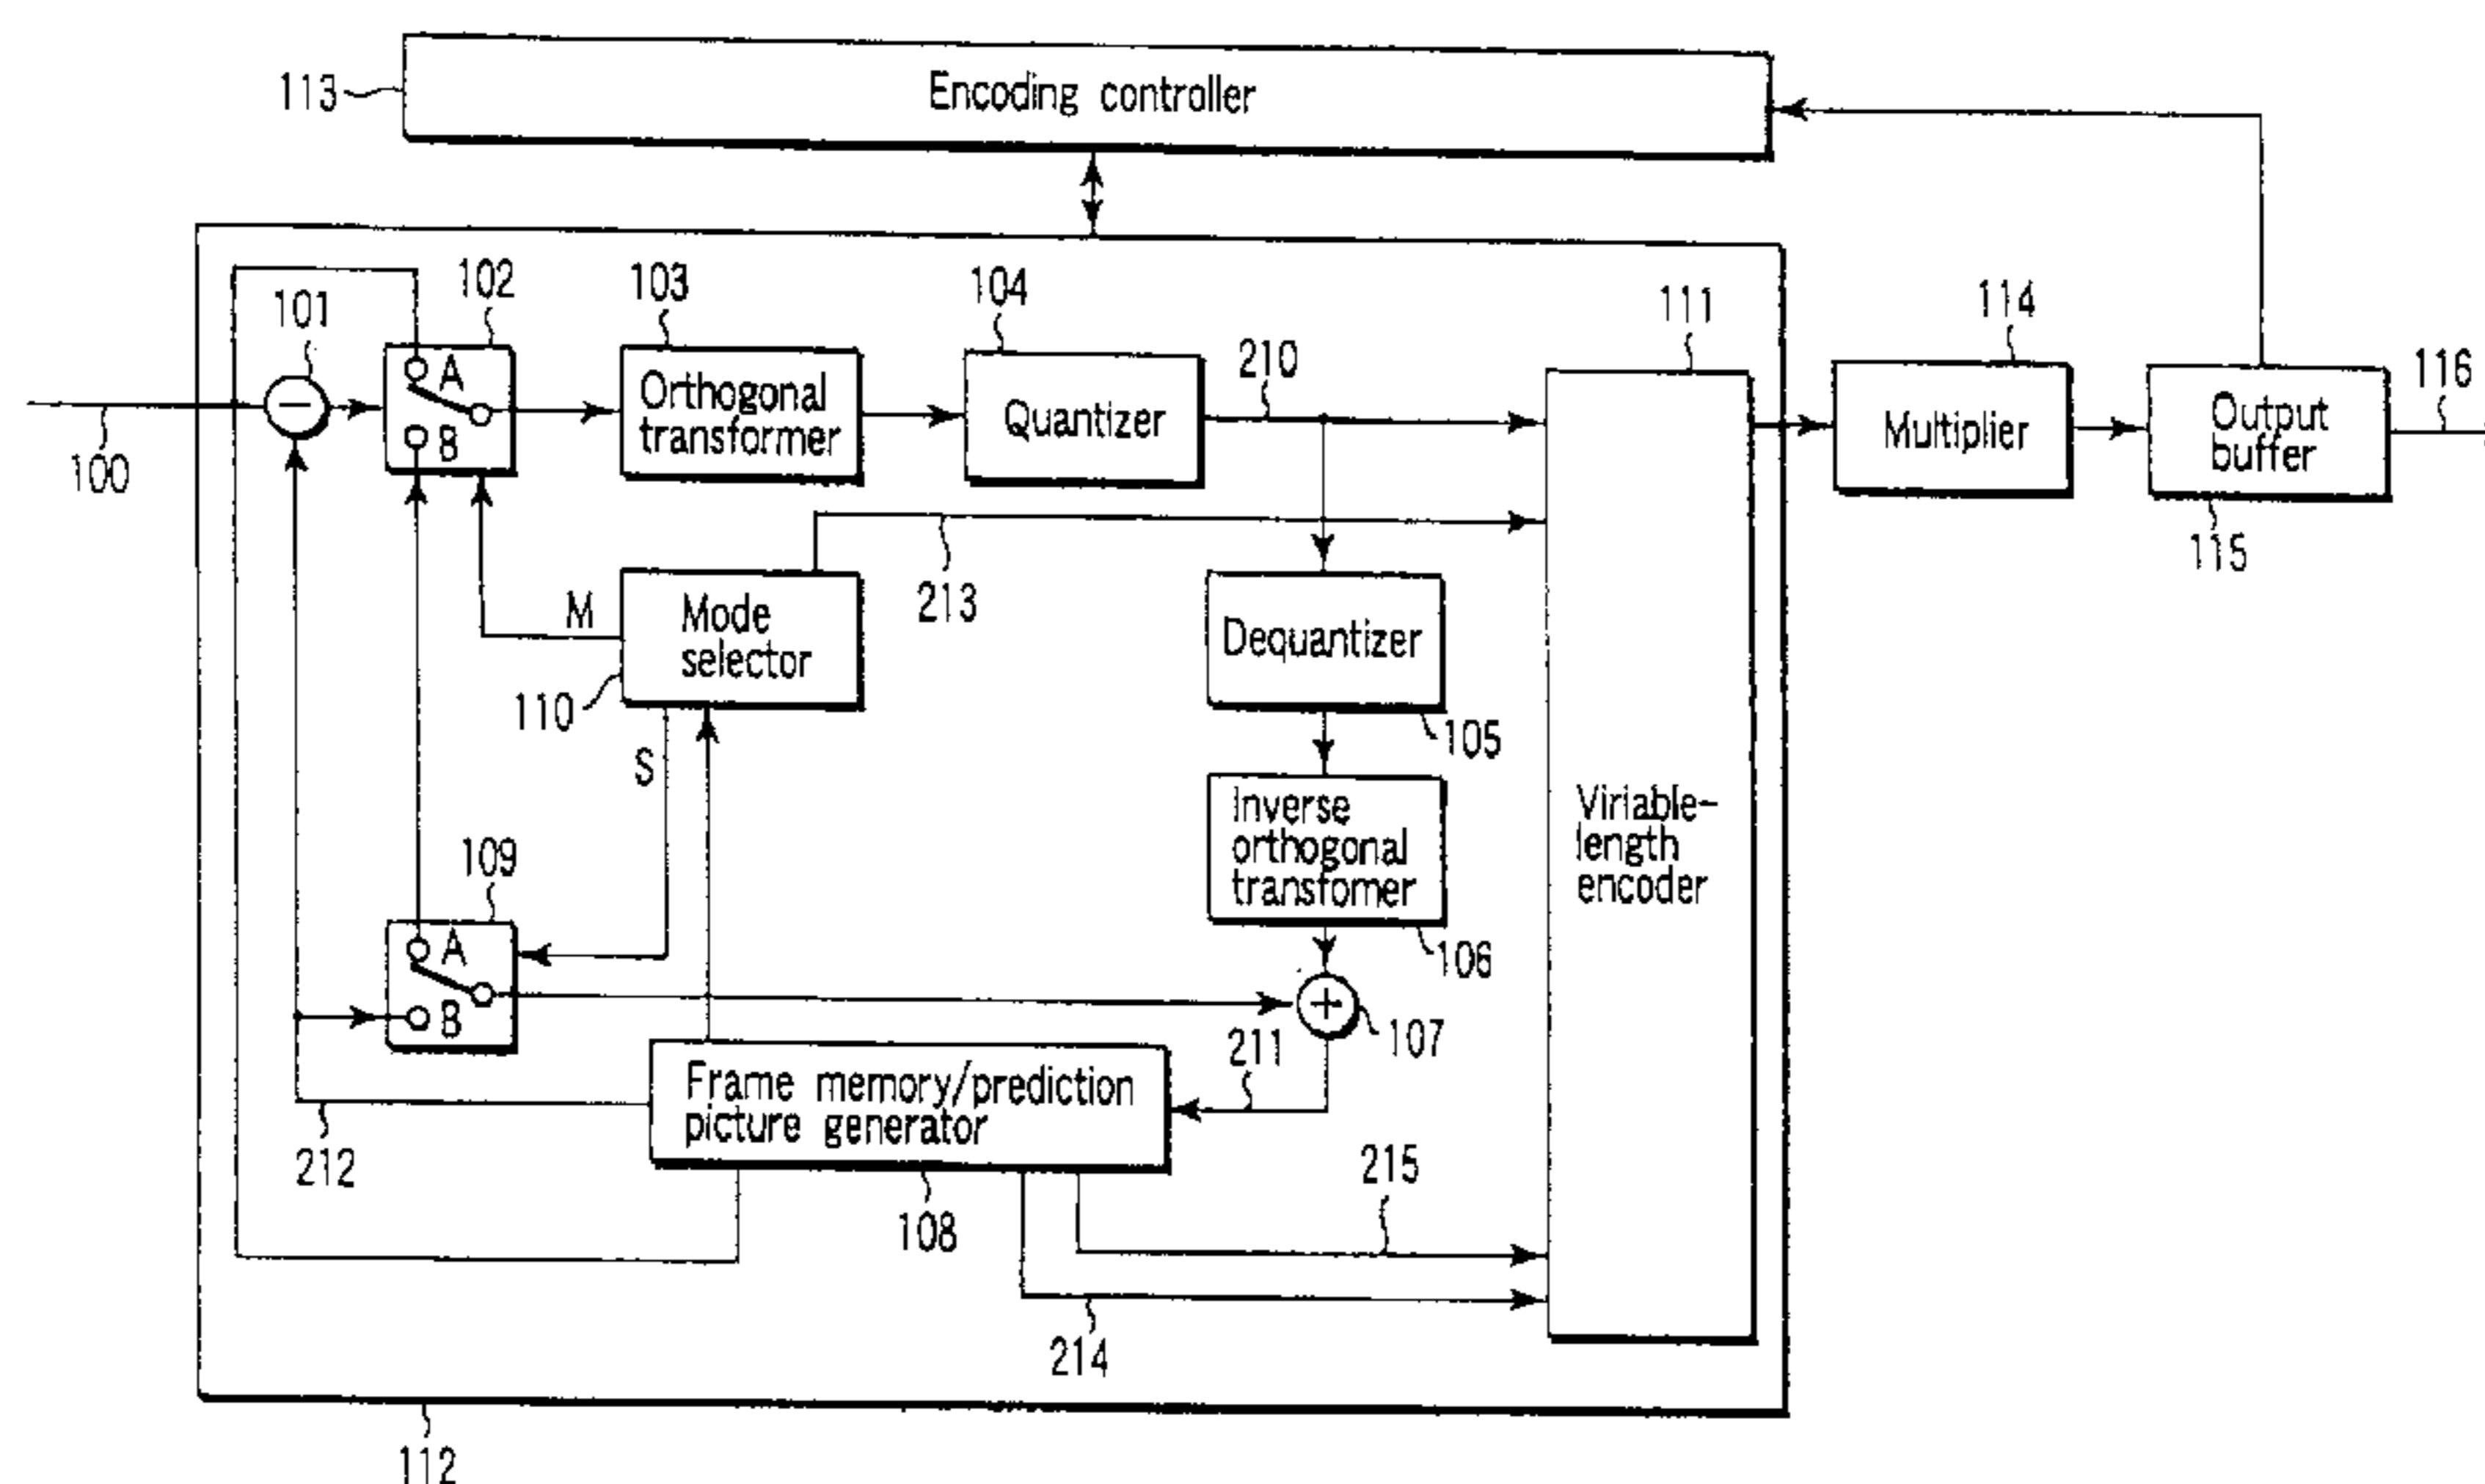 113
Encoding controller
101
102
103
104
210
111
114
116
A
B
Orthogonal
transformer
Quantizer
Multiplier
Output
buffer
100
115
M
Mode
selector
213
110
Dequantizer
105
S
Inverse
orthogonal
transfomer
Viriable-
length
encoder
109
106
A
B
107
211
Frame memory/prediction
picture generator
212
108
215
214
112